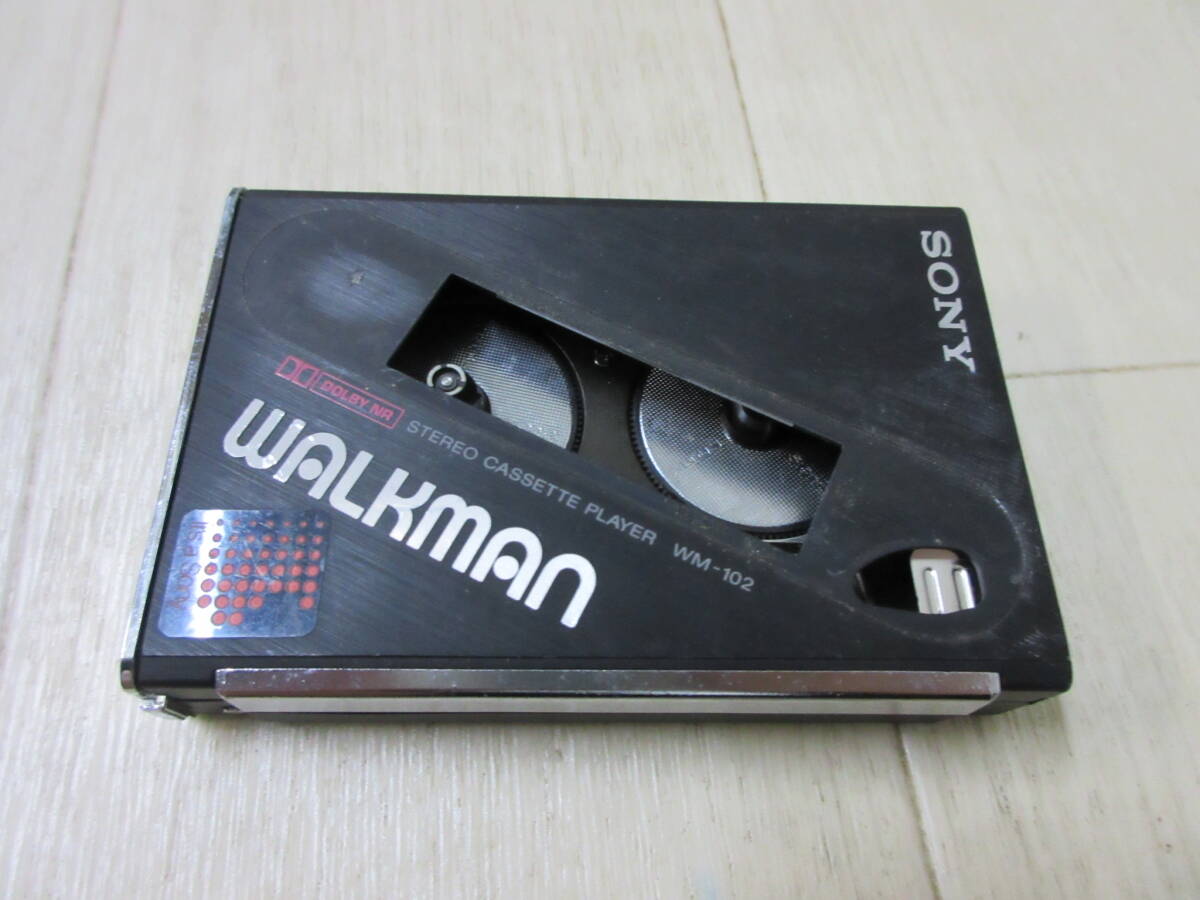 SONY
DOLBY NR
STEREO CASSETTE PLAYER WM-102
WALKMAN